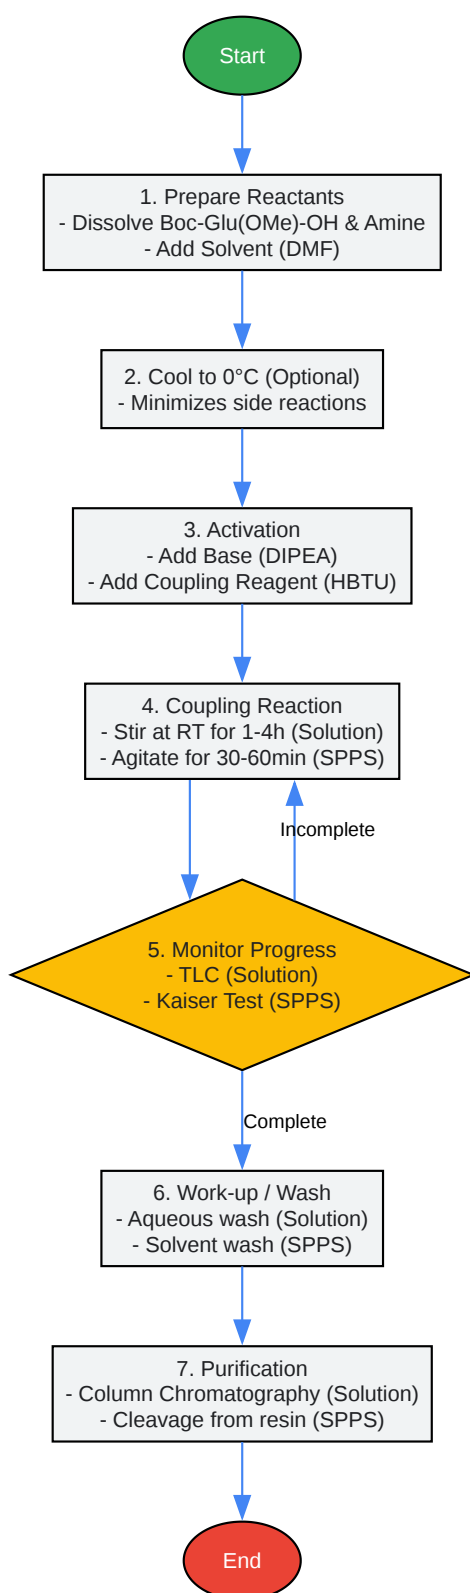 Start
1. Prepare Reactants
- Dissolve Boc-Glu(OMe)-OH & Amine
- Add Solvent (DMF)
2. Cool to 0°C (Optional)
- Minimizes side reactions
3. Activation
- Add Base (DIPEA)
- Add Coupling Reagent (HBTU)
4. Coupling Reaction
- Stir at RT for 1-4h (Solution)
- Agitate for 30-60min (SPPS)
Incomplete
5. Monitor Progress
- TLC (Solution)
- Kaiser Test (SPPS)
Complete
6. Work-up / Wash
- Aqueous wash (Solution)
- Solvent wash (SPPS)
7. Purification
- Column Chromatography (Solution)
- Cleavage from resin (SPPS)
End